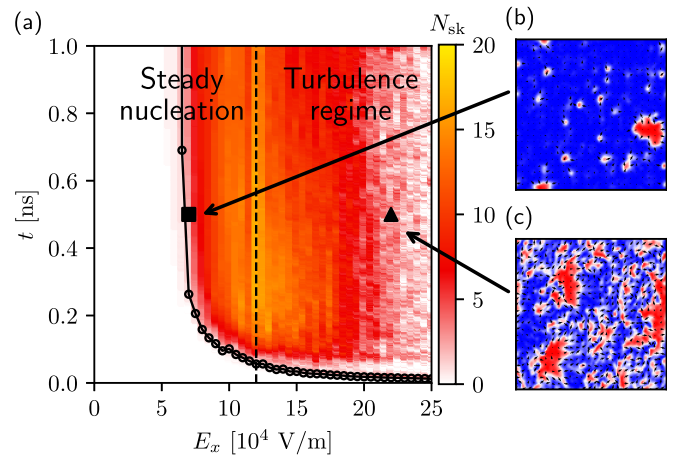 (a)
N_sk
(b)
Steady nucleation
Turbulence regime
1.0
0.8
0.6
0.4
0.2
0.0
t [ns]
0
5
10
15
20
25
E_x [10^4 V/m]
20
15
10
5
0
(c)